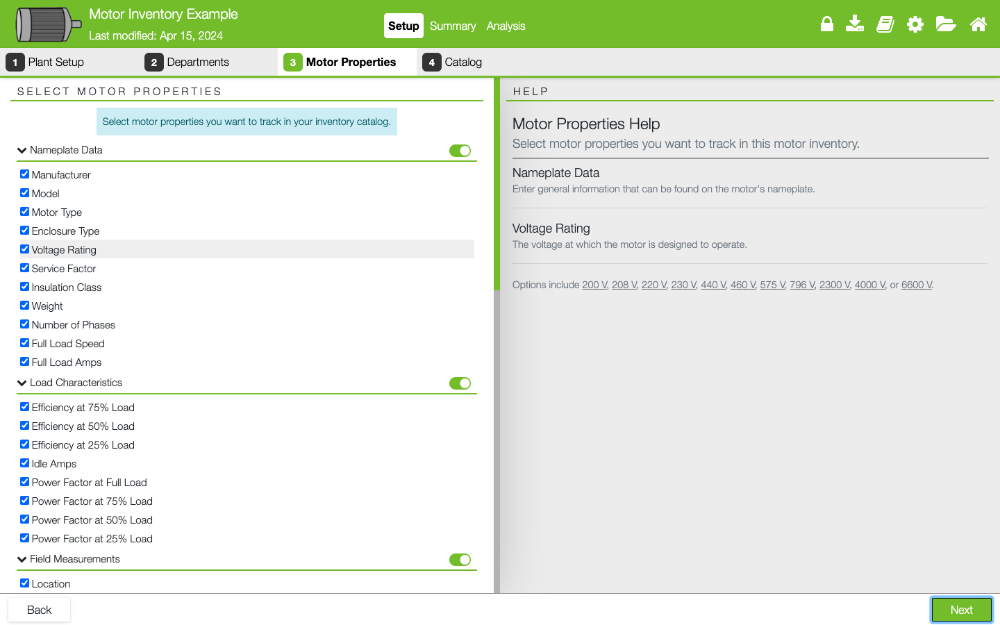 Motor Inventory Example
Last modified: Apr 15, 2024
Setup Summary Analysis
1 Plant Setup 2 Departments 3 Motor Properties 4 Catalog
SELECT MOTOR PROPERTIES
Select motor properties you want to track in your inventory catalog.
Nameplate Data
Manufacturer
Model
Motor Type
Enclosure Type
Voltage Rating
Service Factor
Insulation Class
Weight
Number of Phases
Full Load Speed
Full Load Amps
Load Characteristics
Efficiency at 75% Load
Efficiency at 50% Load
Efficiency at 25% Load
Idle Amps
Power Factor at Full Load
Power Factor at 75% Load
Power Factor at 50% Load
Power Factor at 25% Load
Field Measurements
Location
HELP
Motor Properties Help
Select motor properties you want to track in this motor inventory.
Nameplate Data
Enter general information that can be found on the motor's nameplate.
Voltage Rating
The voltage at which the motor is designed to operate.
Options include 200 V, 208 V, 220 V, 230 V, 440 V, 460 V, 575 V, 796 V, 2300 V, 4000 V, or 6600 V.
Back
Next